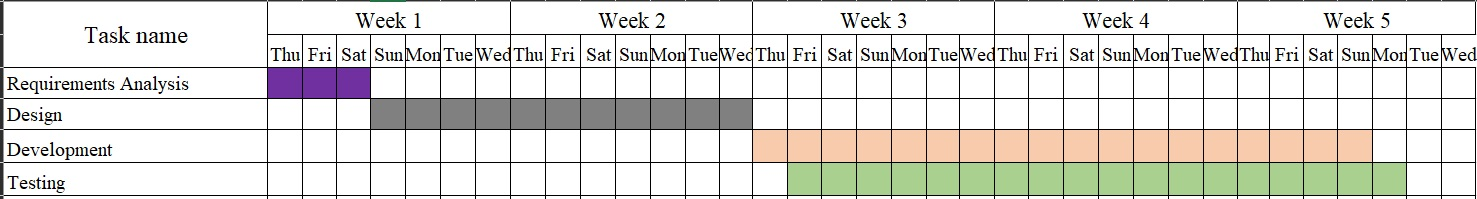 Task name Week 1 Week 2 Week 3 Week 4 Week 5
Thu Fri Sat Sun Mon Tue Wed Thu Fri Sat Sun Mon Tue Wed Thu Fri Sat Sun Mon Tue Wed Thu Fri Sat Sun Mon Tue Wed Thu Fri Sat Sun Mon Tue Wed
Requirements Analysis
Design
Development
Testing